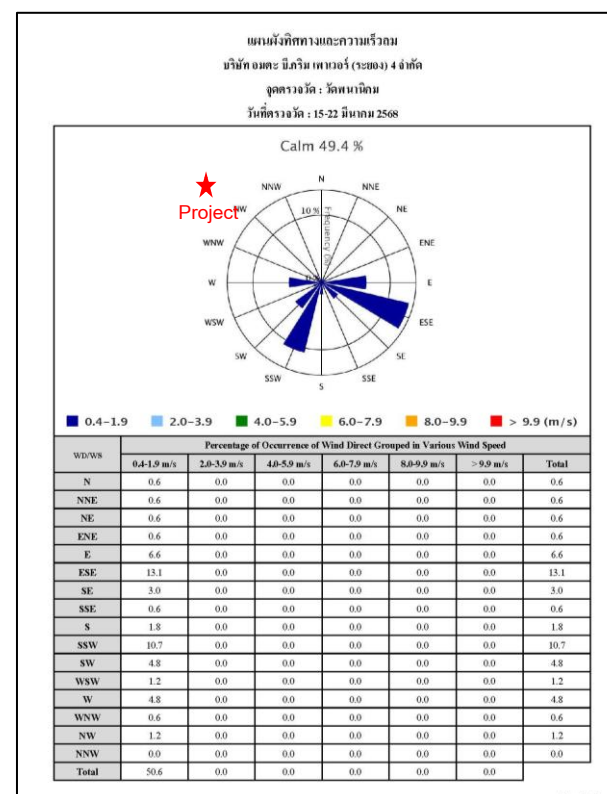 แผนผังทิศทางและความเร็วลม
บริษัท อมตะ บี.กริม เพาเวอร์ (ระยอง) 4 จำกัด
จุดตรวจวัด : วัดพนานิคม
วันที่ตรวจวัด : 15-22 มีนาคม 2568
Calm 49.4 %
N
NNW NNE
NW NE
Project
10 %
Frequency (%)
WNW ENE
W E
0 %
WSW ESE
SW SE
SSW SSE
S
0.4-1.9 2.0-3.9 4.0-5.9 6.0-7.9 8.0-9.9 > 9.9 (m/s)
WD/WS Percentage of Occurrence of Wind Direct Grouped in Various Wind Speed
0.4-1.9 m/s 2.0-3.9 m/s 4.0-5.9 m/s 6.0-7.9 m/s 8.0-9.9 m/s > 9.9 m/s Total
N 0.6 0.0 0.0 0.0 0.0 0.0 0.6
NNE 0.6 0.0 0.0 0.0 0.0 0.0 0.6
NE 0.6 0.0 0.0 0.0 0.0 0.0 0.6
ENE 0.6 0.0 0.0 0.0 0.0 0.0 0.6
E 6.6 0.0 0.0 0.0 0.0 0.0 6.6
ESE 13.1 0.0 0.0 0.0 0.0 0.0 13.1
SE 3.0 0.0 0.0 0.0 0.0 0.0 3.0
SSE 0.6 0.0 0.0 0.0 0.0 0.0 0.6
S 1.8 0.0 0.0 0.0 0.0 0.0 1.8
SSW 10.7 0.0 0.0 0.0 0.0 0.0 10.7
SW 4.8 0.0 0.0 0.0 0.0 0.0 4.8
WSW 1.2 0.0 0.0 0.0 0.0 0.0 1.2
W 4.8 0.0 0.0 0.0 0.0 0.0 4.8
WNW 0.6 0.0 0.0 0.0 0.0 0.0 0.6
NW 1.2 0.0 0.0 0.0 0.0 0.0 1.2
NNW 0.0 0.0 0.0 0.0 0.0 0.0 0.0
Total 50.6 0.0 0.0 0.0 0.0 0.0